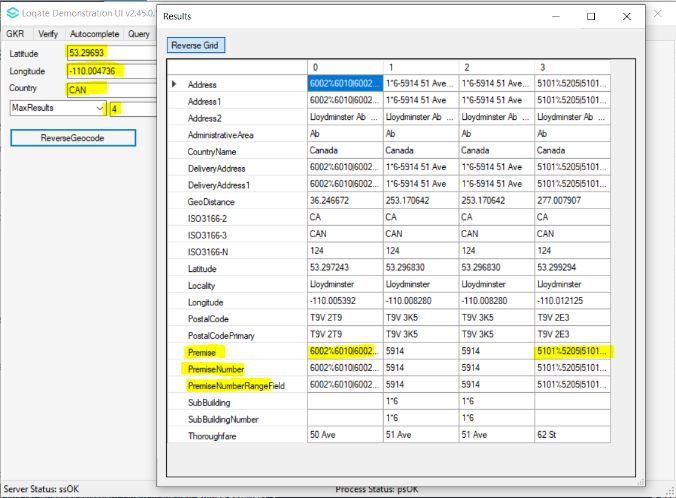 Loqate Demonstration UI v2.45.0.
GKR Verify Autocomplete Query
Latitude 53.29693
Longitude -110.004736
Country CAN
MaxResults 4
ReverseGeocode
Results
Reverse Grid
0 1 2 3
Address 6002%6010|6002... 1*6-5914 51 Ave... 1*6-5914 51 Ave... 5101%5205|5101...
Address1 6002%6010|6002... 1*6-5914 51 Ave 1*6-5914 51 Ave 5101%5205|5101...
Address2 Lloydminster Ab ... Lloydminster Ab ... Lloydminster Ab ... Lloydminster Ab ...
AdministrativeArea Ab Ab Ab Ab
CountryName Canada Canada Canada Canada
DeliveryAddress 6002%6010|6002... 1*6-5914 51 Ave 1*6-5914 51 Ave 5101%5205|5101...
DeliveryAddress1 6002%6010|6002... 1*6-5914 51 Ave 1*6-5914 51 Ave 5101%5205|5101...
GeoDistance 36.246672 253.170642 253.170642 277.007907
ISO3166-2 CA CA CA CA
ISO3166-3 CAN CAN CAN CAN
ISO3166-N 124 124 124 124
Latitude 53.297243 53.296830 53.296830 53.299294
Locality Lloydminster Lloydminster Lloydminster Lloydminster
Longitude -110.005392 -110.008280 -110.008280 -110.012125
PostalCode T9V 2T9 T9V 3K5 T9V 3K5 T9V 2E3
PostalCodePrimary T9V 2T9 T9V 3K5 T9V 3K5 T9V 2E3
Premise 6002%6010|6002... 5914 5914 5101%5205|5101...
PremiseNumber 6002%6010|6002... 5914 5914 5101%5205|5101...
PremiseNumberRangeField 6002%6010|6002... 5914 5914 5101%5205|5101...
SubBuilding 1*6 1*6
SubBuildingNumber 1*6 1*6
Thoroughfare 50 Ave 51 Ave 51 Ave 62 St
Server Status: ssOK Process Status: psOK